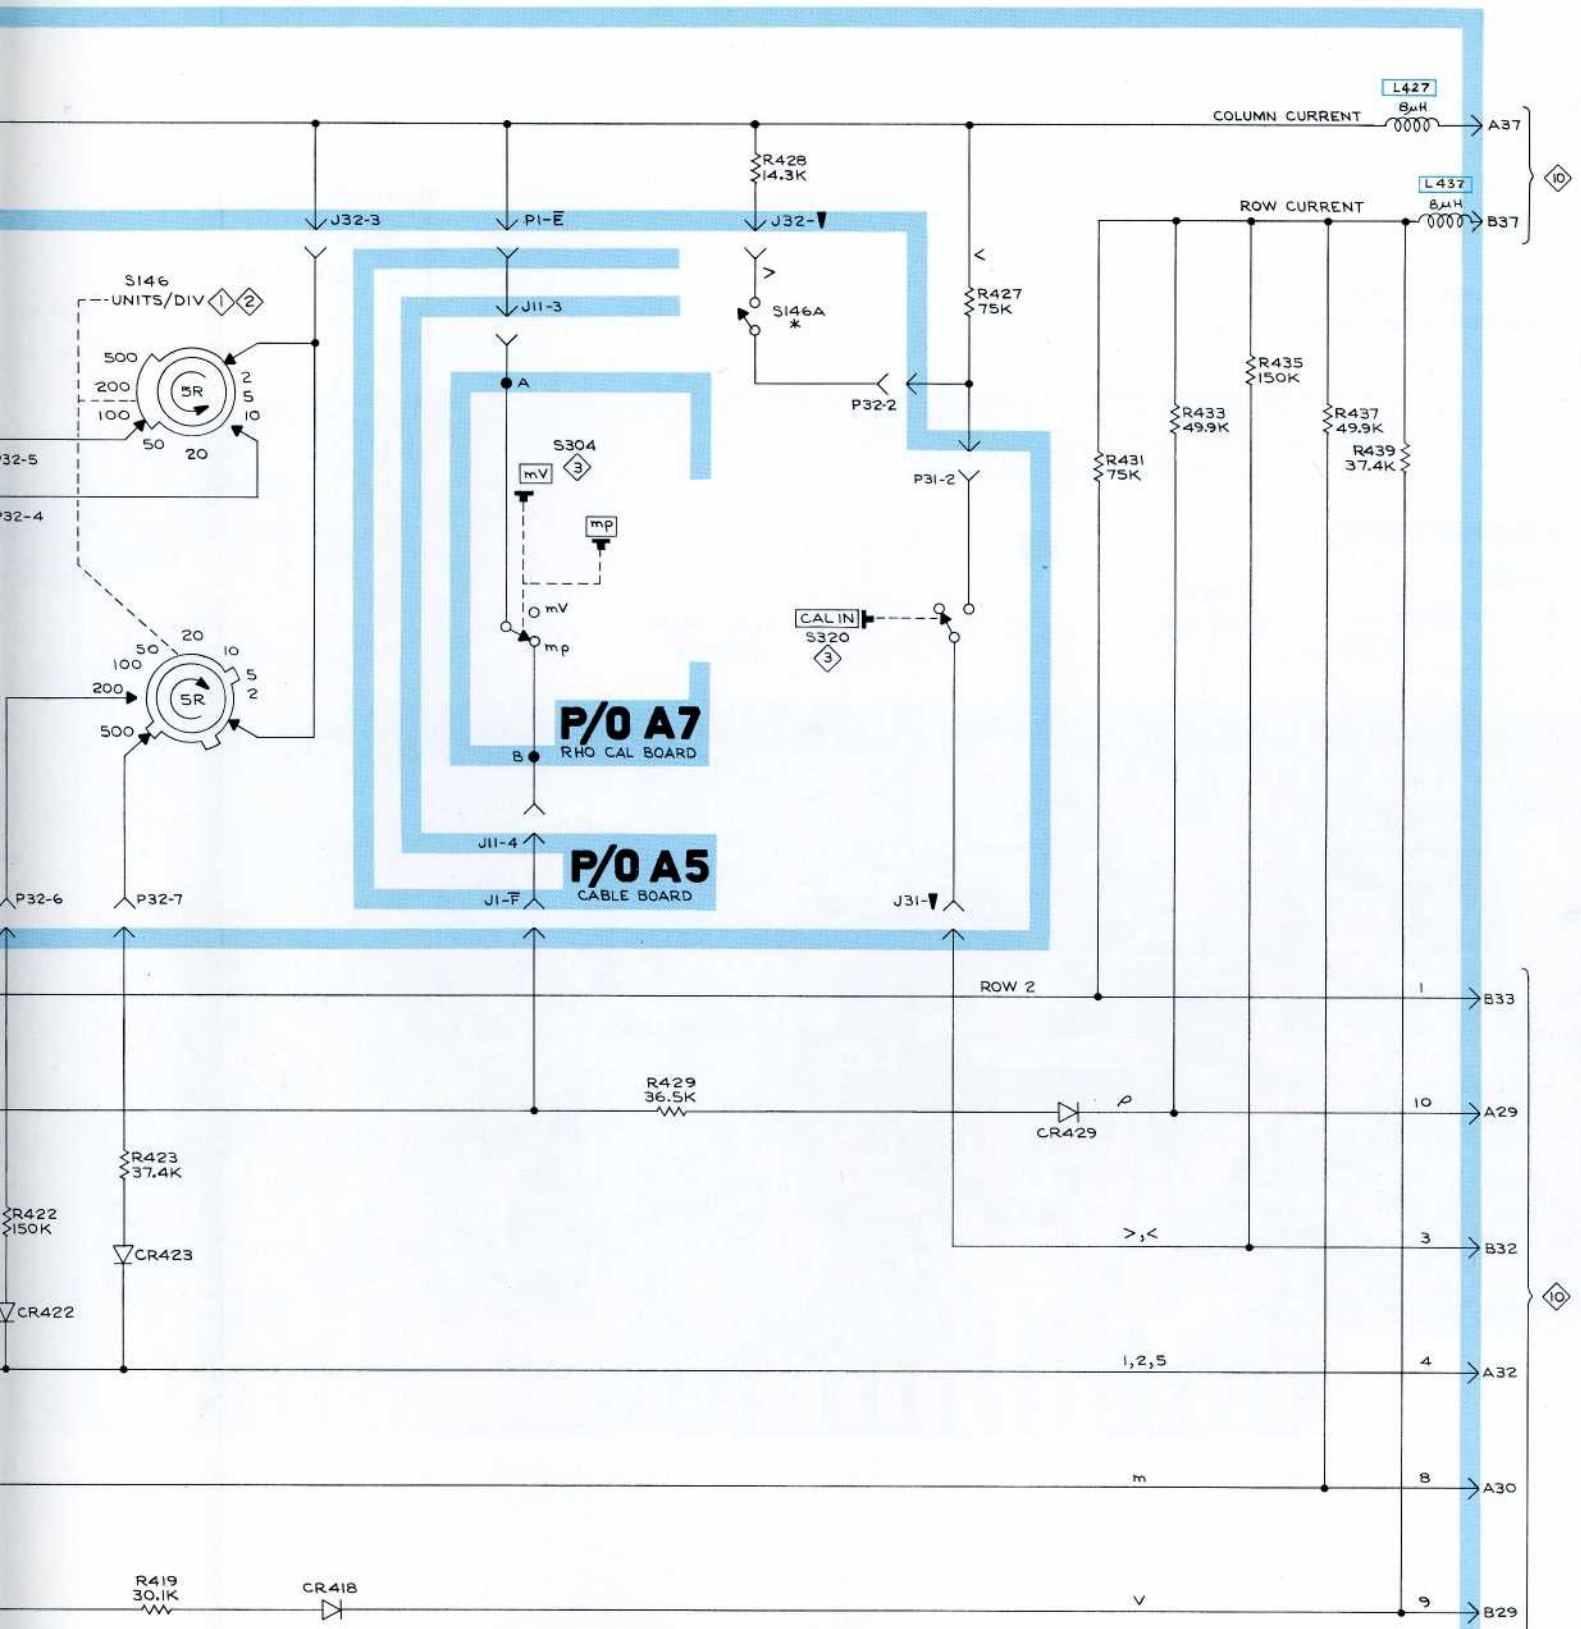 L427
8μH
COLUMN CURRENT
A37
R428
14.3K
10
L437
8μH
ROW CURRENT
B37
J32-3
P1-E̅
J32-▼
<
>
S146
UNITS/DIV 1 2
J11-3
S146A
*
R427
75K
500
200
100
50
20
2
5
10
5R
A
P32-2
R435
150K
R433
49.9K
R437
49.9K
R439
37.4K
R431
75K
P32-5
P32-4
S304
3
mV
mp
P31-2
mV
mp
CAL IN
S320
3
20
50
10
100
5
200
2
5R
500
P/O A7
RHO CAL BOARD
B
J11-4
P/O A5
CABLE BOARD
P32-6
P32-7
J1-F̅
J31-▼
ROW 2
1
B33
R429
36.5K
ρ
10
A29
CR429
R423
37.4K
R422
150K
>,<
3
B32
CR423
10
CR422
1,2,5
4
A32
m
8
A30
R419
30.1K
CR418
V
9
B29